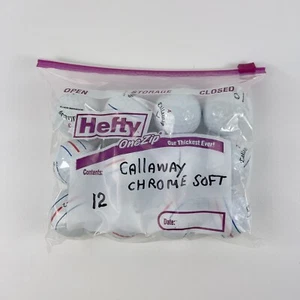 OPEN STORAGE CLOSED
Hefty
OneZip
Our Thickest Ever!
Contents:
CALLAWAY
CHROME SOFT
12
Date: